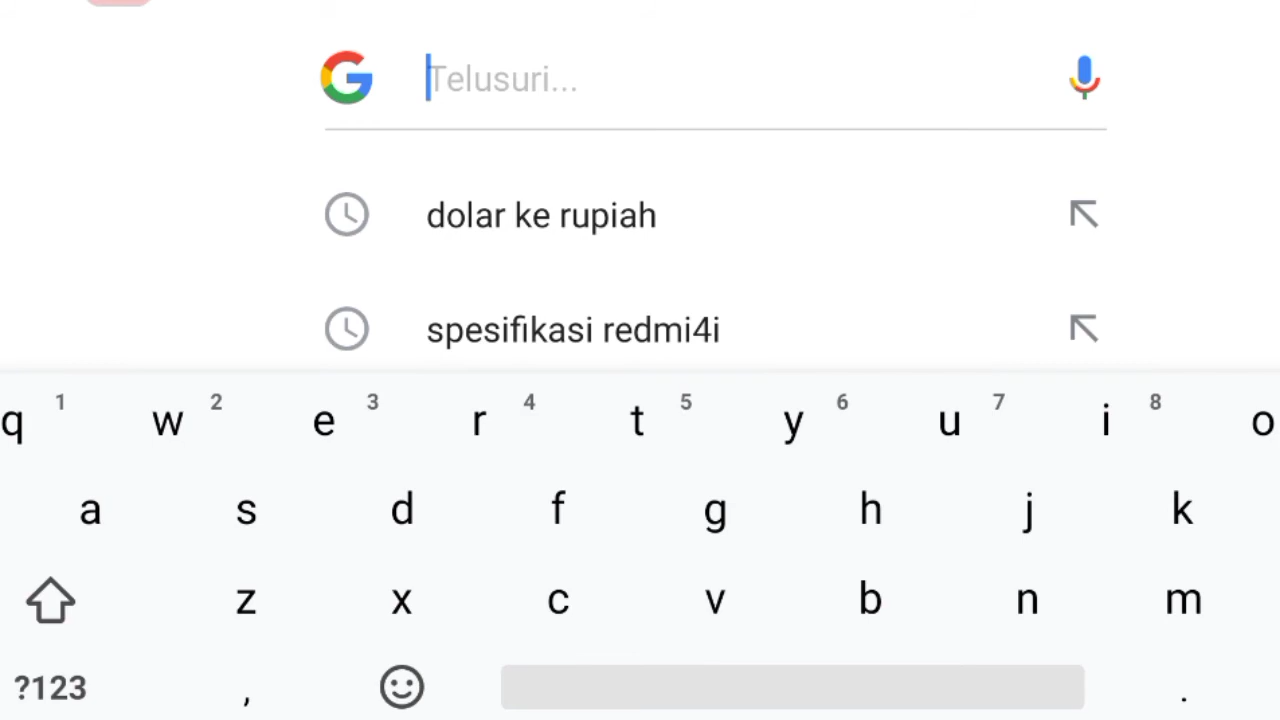 Telusuri...
dolar ke rupiah
spesifikasi redmi4i
q 1 w 2 e 3 r 4 t 5 y 6 u 7 i 8 o
a s d f g h j k
z x c v b n m
?123 , .